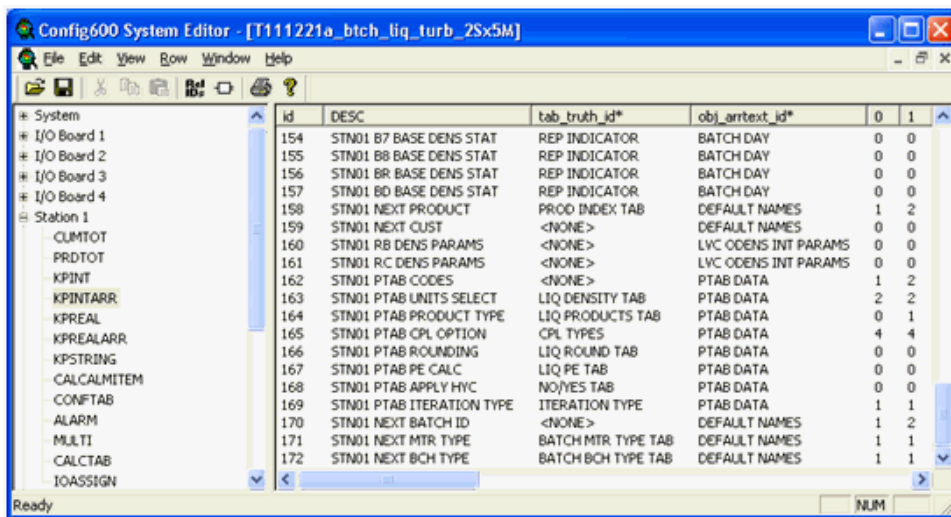 Config600 System Editor - [T111221a_btch_liq_turb_2Sx5M]
File Edit View Row Window Help
System
I/O Board 1
I/O Board 2
I/O Board 3
I/O Board 4
Station 1
CUMTOT
PRDTOT
KPINT
KPINTARR
KPREAL
KPREALARR
KPSTRING
CALCALMITEM
CONFTAB
ALARM
MULTI
CALCTAB
IOASSIGN
id DESC tab_truth_id* obj_arrtext_id* 0 1
154 STN01 B7 BASE DENS STAT REP INDICATOR BATCH DAY 0 0
155 STN01 B8 BASE DENS STAT REP INDICATOR BATCH DAY 0 0
156 STN01 BR BASE DENS STAT REP INDICATOR BATCH DAY 0 0
157 STN01 BD BASE DENS STAT REP INDICATOR BATCH DAY 0 0
158 STN01 NEXT PRODUCT PROD INDEX TAB DEFAULT NAMES 1 2
159 STN01 NEXT CUST <NONE> DEFAULT NAMES 0 0
160 STN01 RB DENS PARAMS <NONE> LVC ODENS INT PARAMS 0 0
161 STN01 RC DENS PARAMS <NONE> LVC ODENS INT PARAMS 0 0
162 STN01 PTAB CODES <NONE> PTAB DATA 1 2
163 STN01 PTAB UNITS SELECT LIQ DENSITY TAB PTAB DATA 2 2
164 STN01 PTAB PRODUCT TYPE LIQ PRODUCTS TAB PTAB DATA 0 1
165 STN01 PTAB CPL OPTION CPL TYPES PTAB DATA 4 4
166 STN01 PTAB ROUNDING LIQ ROUND TAB PTAB DATA 0 0
167 STN01 PTAB PE CALC LIQ PE TAB PTAB DATA 0 0
168 STN01 PTAB APPLY HYC NO/YES TAB PTAB DATA 0 0
169 STN01 PTAB ITERATION TYPE ITERATION TYPE PTAB DATA 1 1
170 STN01 NEXT BATCH ID <NONE> DEFAULT NAMES 1 2
171 STN01 NEXT MTR TYPE BATCH MTR TYPE TAB DEFAULT NAMES 1 1
172 STN01 NEXT BCH TYPE BATCH BCH TYPE TAB DEFAULT NAMES 1 1
Ready NUM